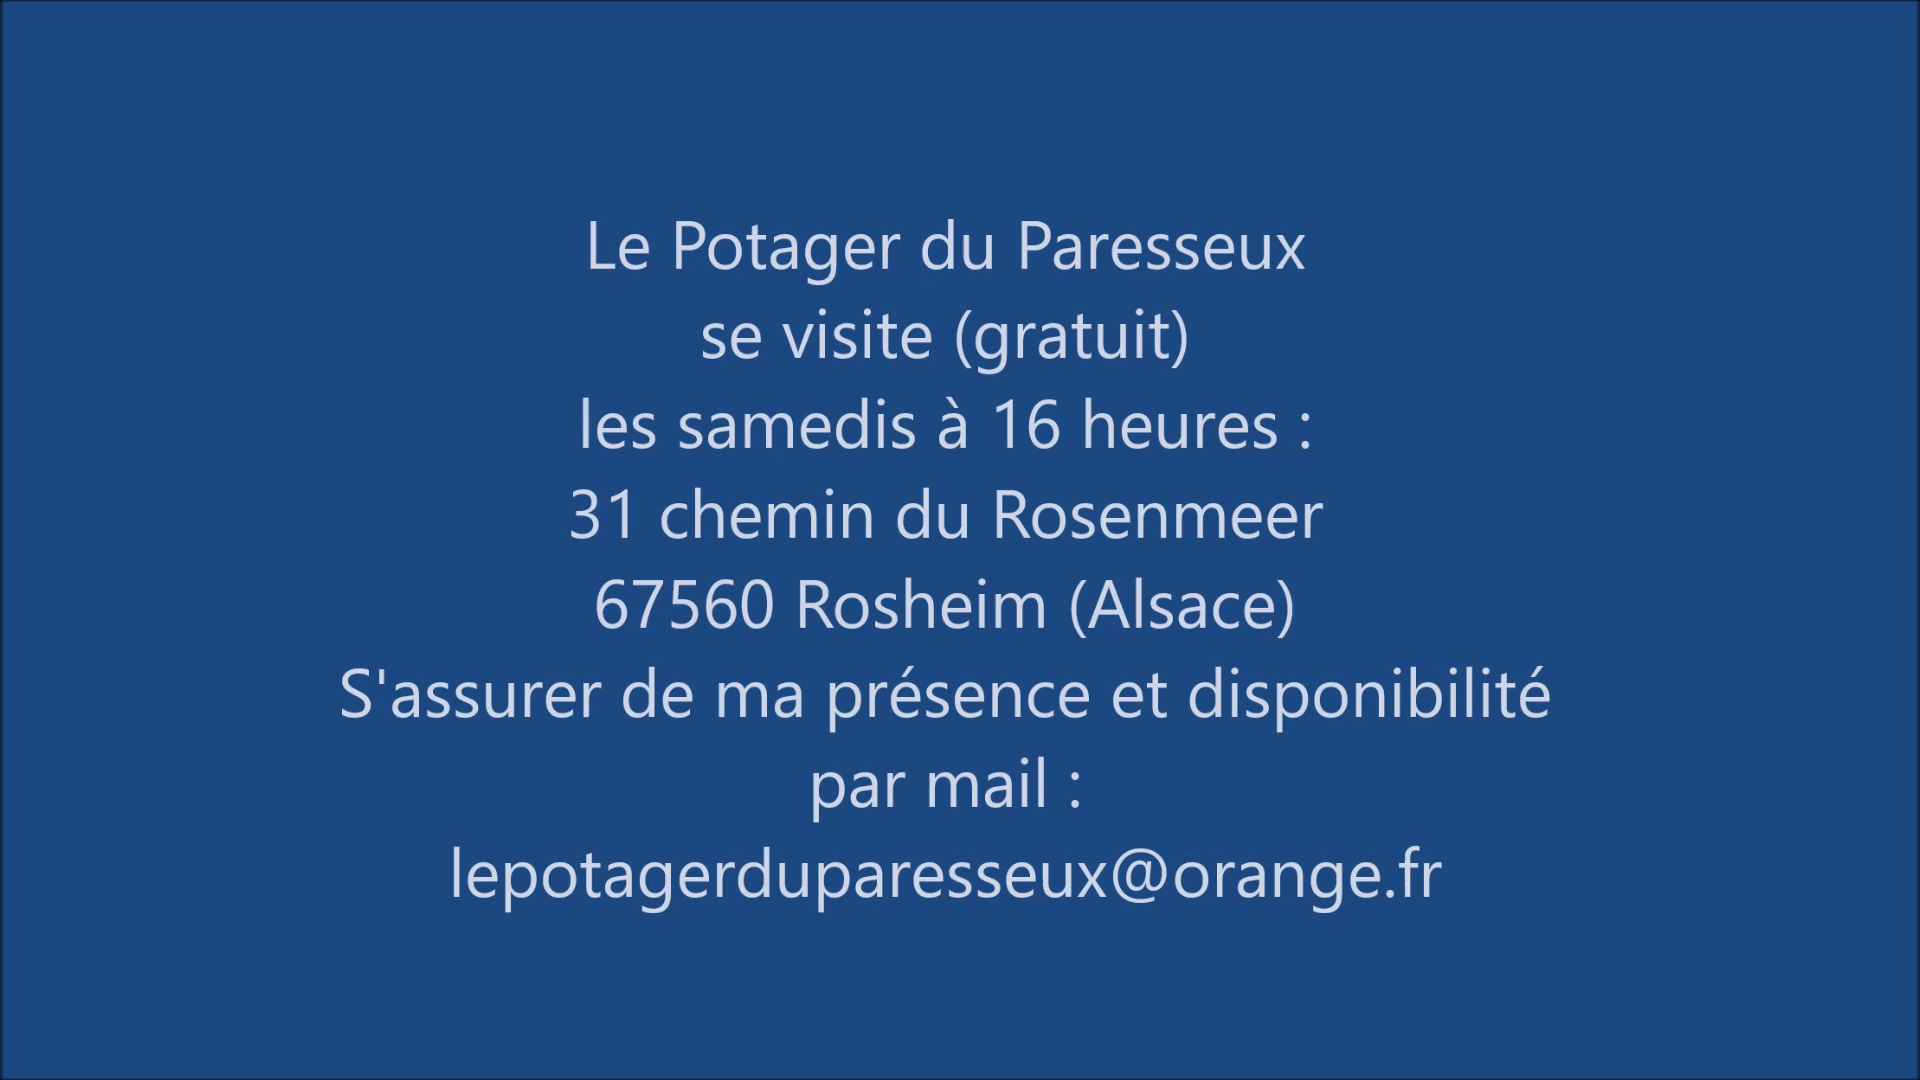 Le Potager du Paresseux
se visite (gratuit)
les samedis à 16 heures :
31 chemin du Rosenmeer
67560 Rosheim (Alsace)
S'assurer de ma présence et disponibilité
par mail :
lepotagerduparesseux@orange.fr